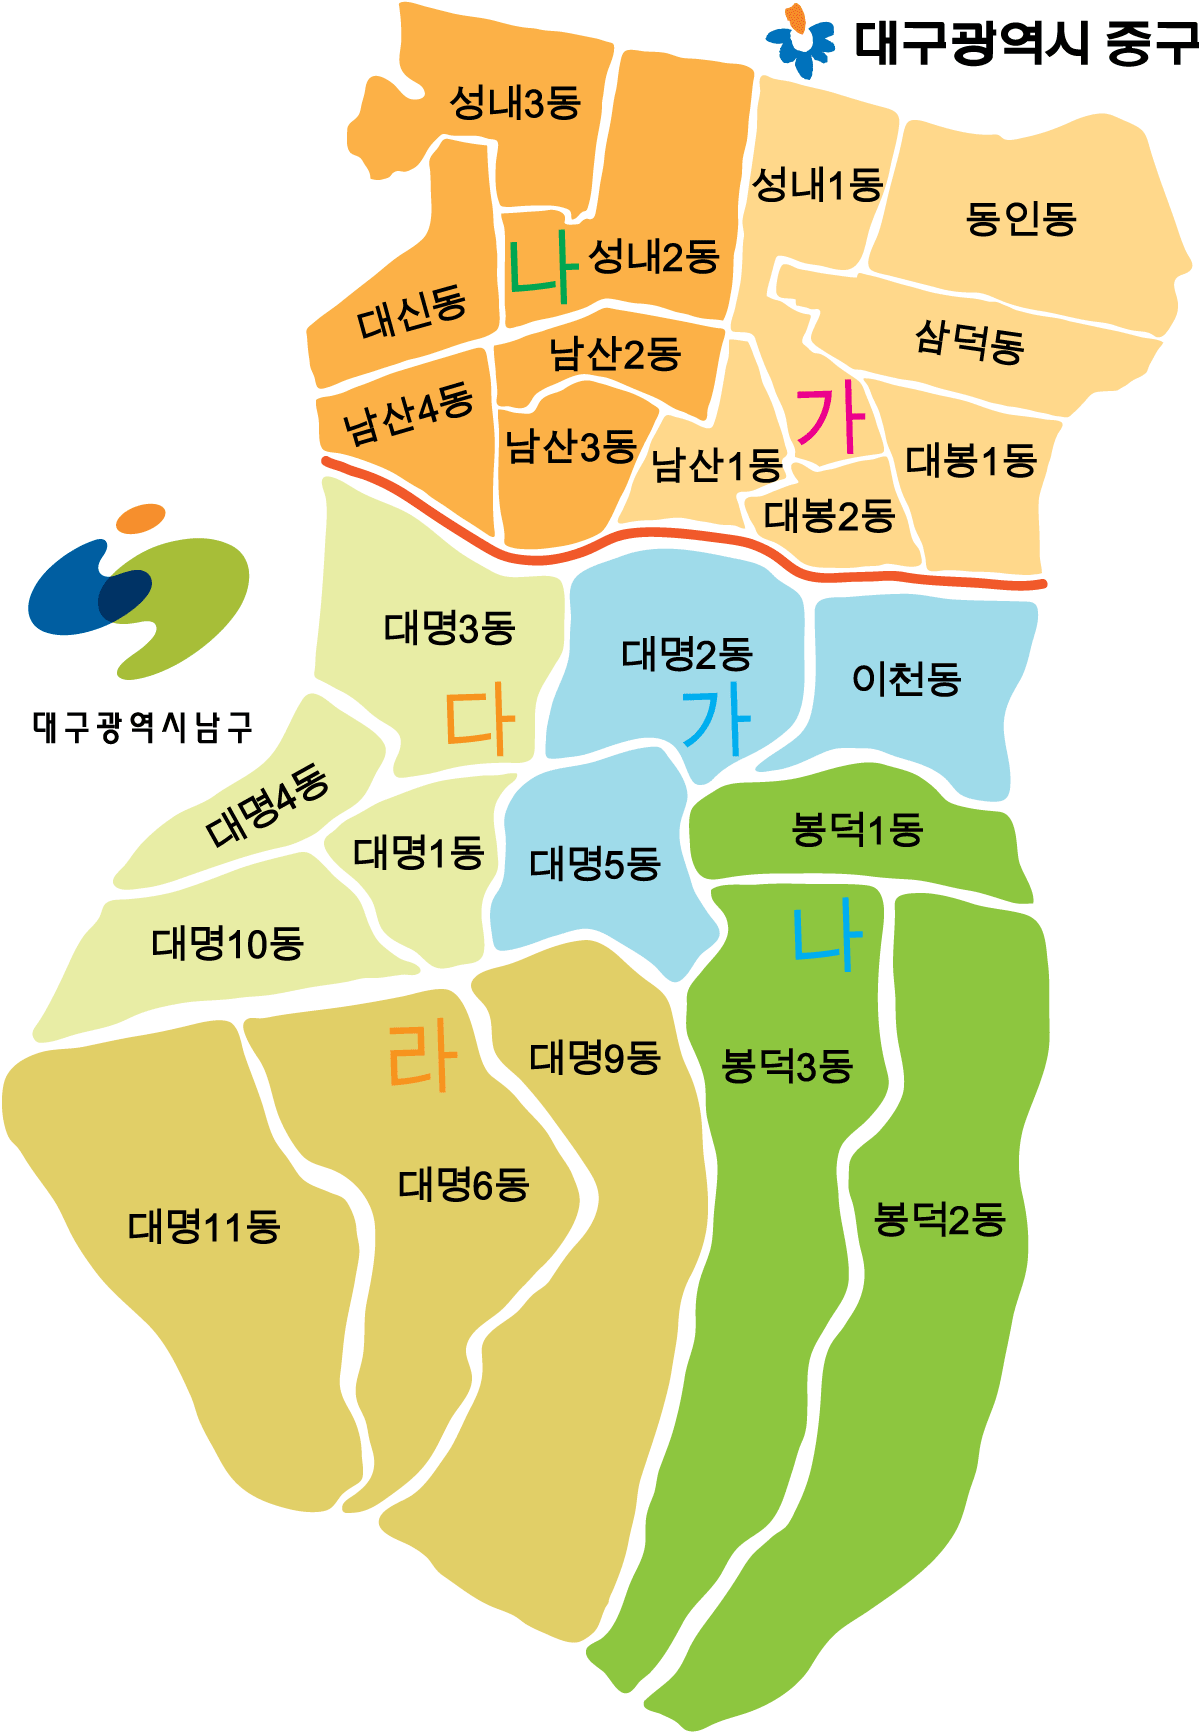 대구광역시 중구
성내3동
성내1동
동인동
나
성내2동
대신동
삼덕동
남산2동
남산4동
가
남산3동
남산1동
대봉1동
대봉2동
대명3동
대명2동
이천동
다
가
대구광역시남구
대명4동
봉덕1동
대명1동
대명5동
나
대명10동
라
대명9동
봉덕3동
대명6동
대명11동
봉덕2동